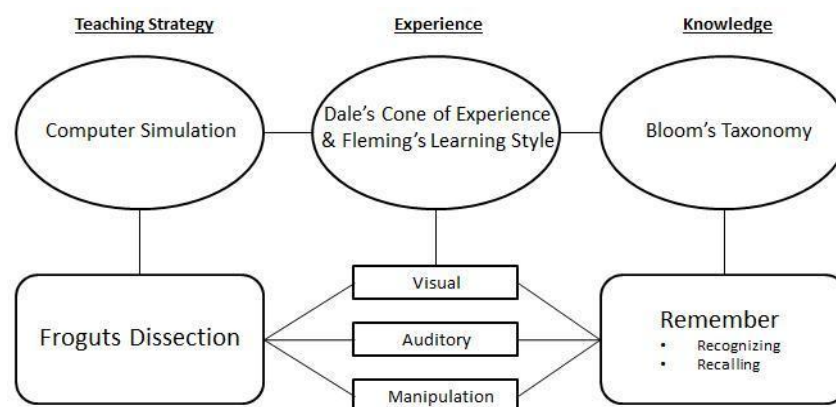 Teaching Strategy
Experience
Knowledge
Computer Simulation
Dale's Cone of Experience
& Fleming's Learning Style
Bloom's Taxonomy
Froguts Dissection
Visual
Auditory
Manipulation
Remember
• Recognizing
• Recalling